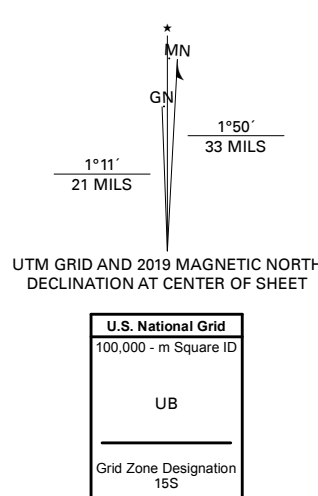 ★
MN
GN
1°50´
33 MILS
1°11´
21 MILS
UTM GRID AND 2019 MAGNETIC NORTH
DECLINATION AT CENTER OF SHEET
U.S. National Grid
100,000 - m Square ID
UB
Grid Zone Designation
15S